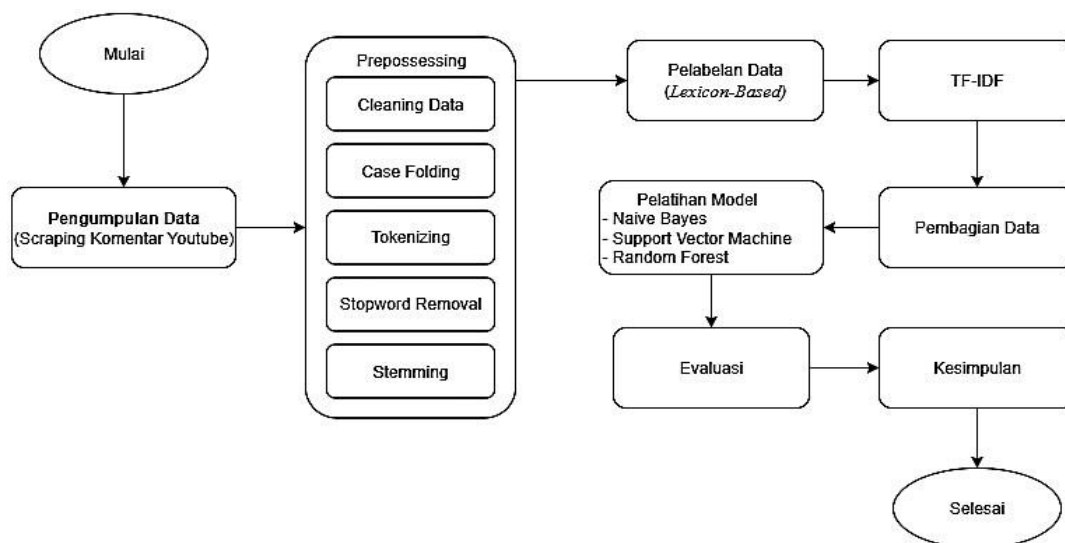 Mulai
Pengumpulan Data
(Scraping Komentar Youtube)
Prepossessing
Cleaning Data
Case Folding
Tokenizing
Stopword Removal
Stemming
Pelabelan Data
(Lexicon-Based)
TF-IDF
Pembagian Data
Pelatihan Model
- Naive Bayes
- Support Vector Machine
- Random Forest
Evaluasi
Kesimpulan
Selesai